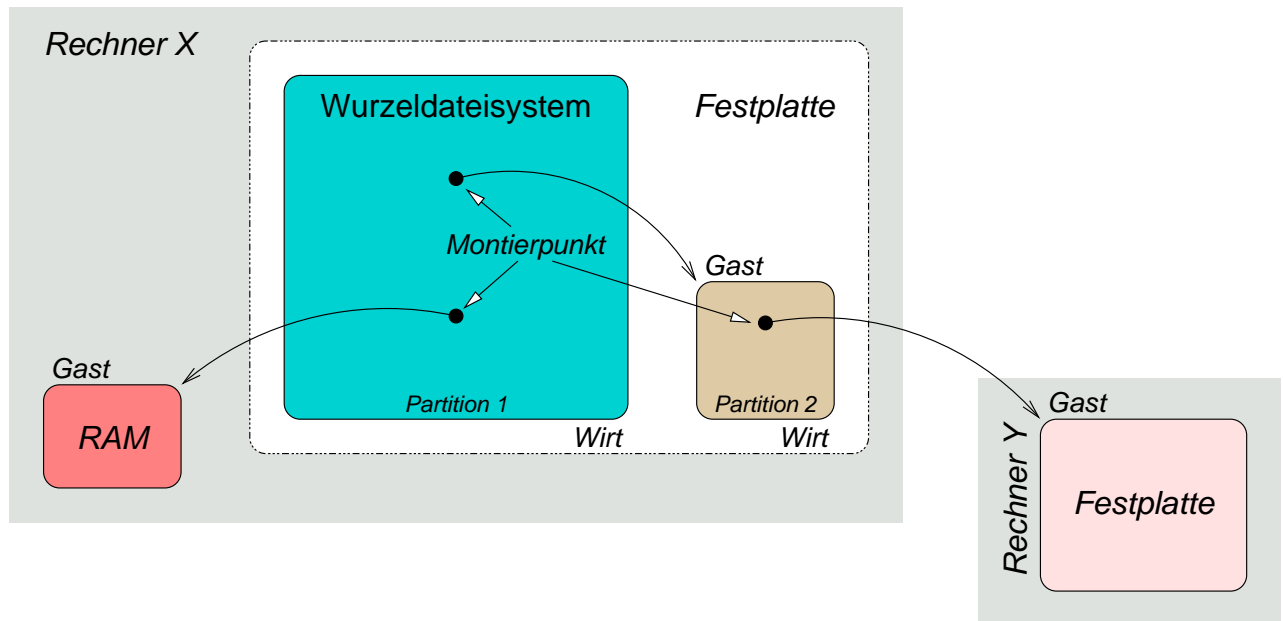 Rechner X
Wurzeldateisystem
Festplatte
Montierpunkt
Gast
Gast
RAM
Partition 1
Partition 2
Wirt
Wirt
Gast
Rechner Y
Festplatte